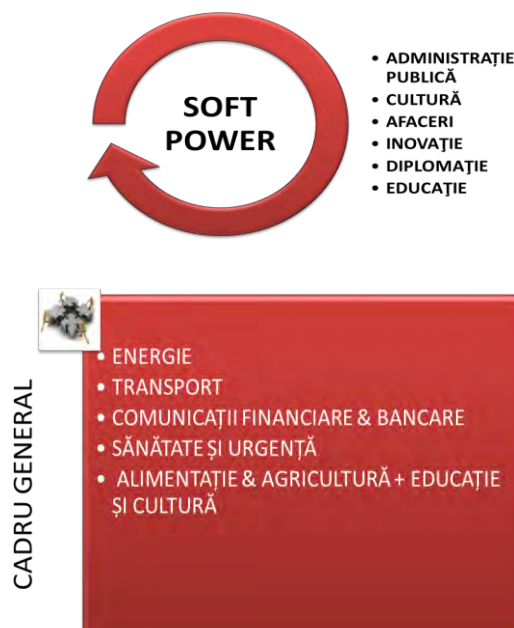 SOFT
POWER
• ADMINISTRAȚIE
PUBLICĂ
• CULTURĂ
• AFACERI
• INOVAȚIE
• DIPLOMAȚIE
• EDUCAȚIE
CADRU GENERAL
• ENERGIE
• TRANSPORT
• COMUNICAȚII FINANCIARE & BANCARE
• SĂNĂTATE ȘI URGENȚĂ
• ALIMENTAȚIE & AGRICULTURĂ + EDUCAȚIE
ȘI CULTURĂ